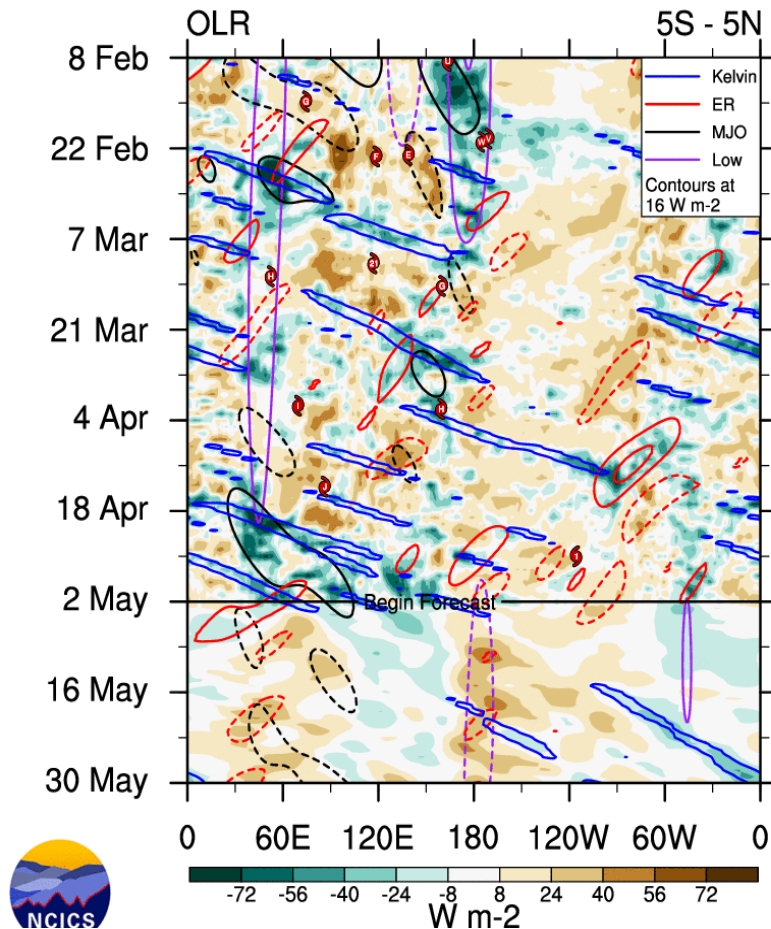 OLR 5S - 5N
8 Feb
22 Feb
7 Mar
21 Mar
4 Apr
18 Apr
2 May
16 May
30 May
Kelvin
ER
MJO
Low
Contours at
16 W m-2
U
G
W V
F E
21
H
G
I
H
J
1
Begin Forecast
0 60E 120E 180 120W 60W 0
-72 -56 -40 -24 -8 8 24 40 56 72
W m-2
NCICS